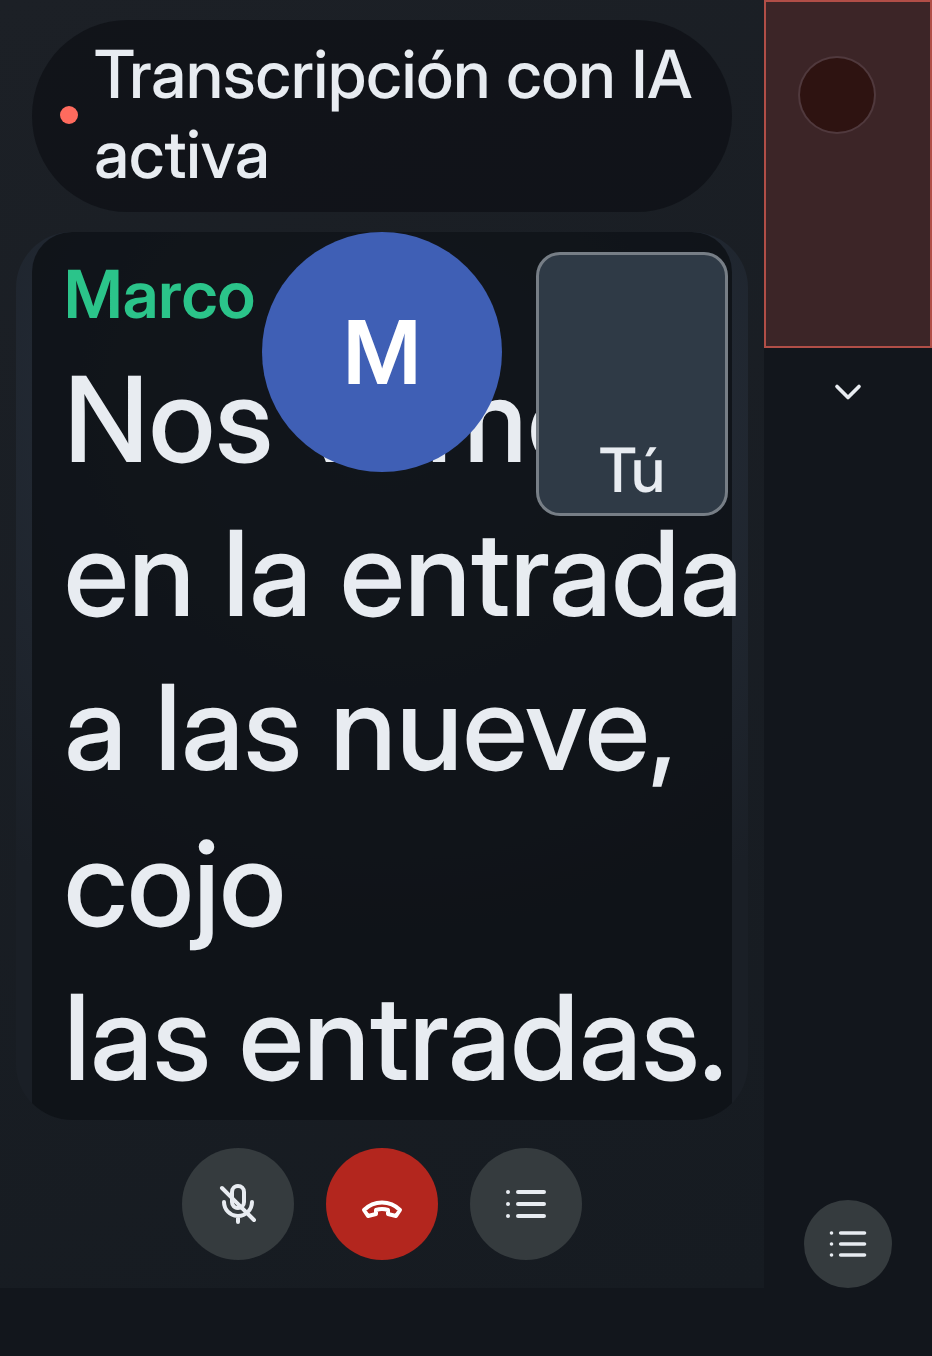 Transcripción con IA
activa
Marco
M
Nos
Tú
en la entrada
a las nueve,
cojo
las entradas.